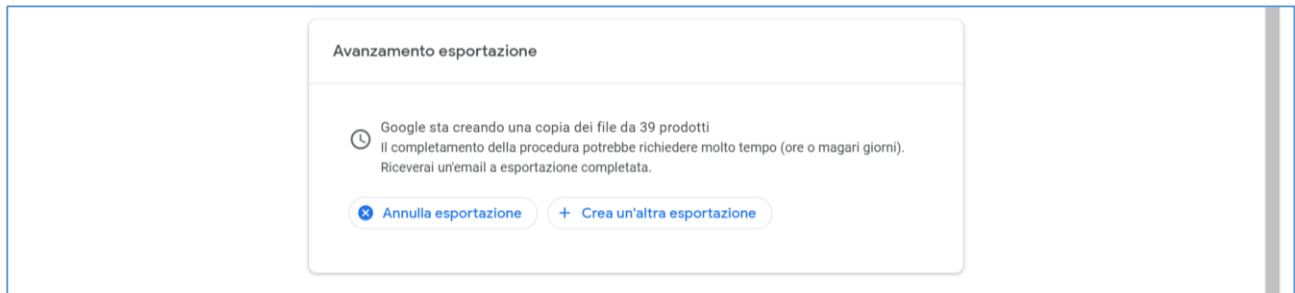 Avanzamento esportazione
Google sta creando una copia dei file da 39 prodotti
Il completamento della procedura potrebbe richiedere molto tempo (ore o magari giorni).
Riceverai un'email a esportazione completata.
Annulla esportazione
+ Crea un'altra esportazione